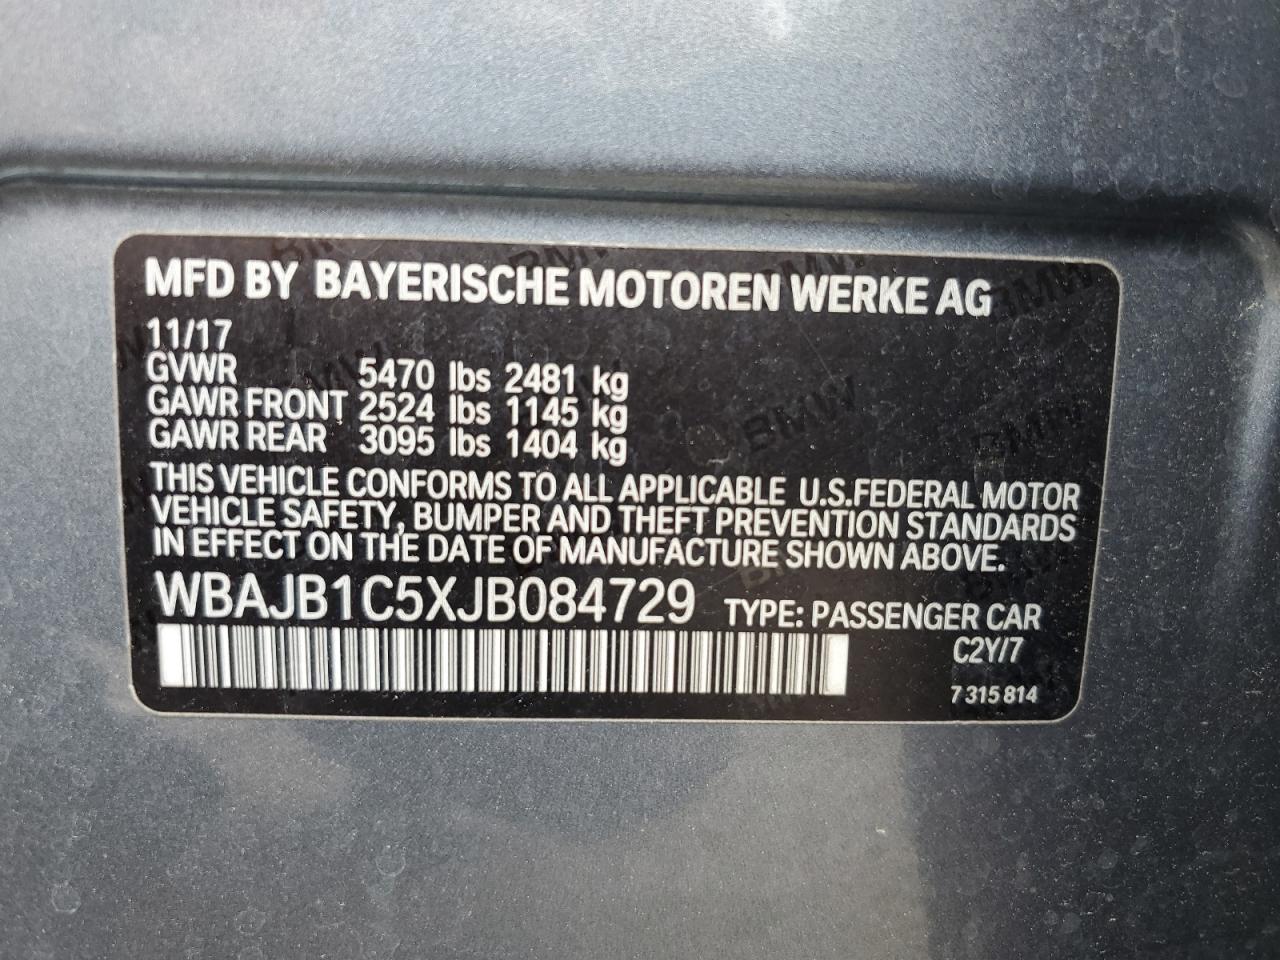 MFD BY BAYERISCHE MOTOREN WERKE AG
11/17
GVWR 5470 lbs 2481 kg
GAWR FRONT 2524 lbs 1145 kg
GAWR REAR 3095 lbs 1404 kg
THIS VEHICLE CONFORMS TO ALL APPLICABLE U.S.FEDERAL MOTOR
VEHICLE SAFETY, BUMPER AND THEFT PREVENTION STANDARDS
IN EFFECT ON THE DATE OF MANUFACTURE SHOWN ABOVE.
WBAJB1C5XJB084729 TYPE: PASSENGER CAR
C2Y/7
7 315 814